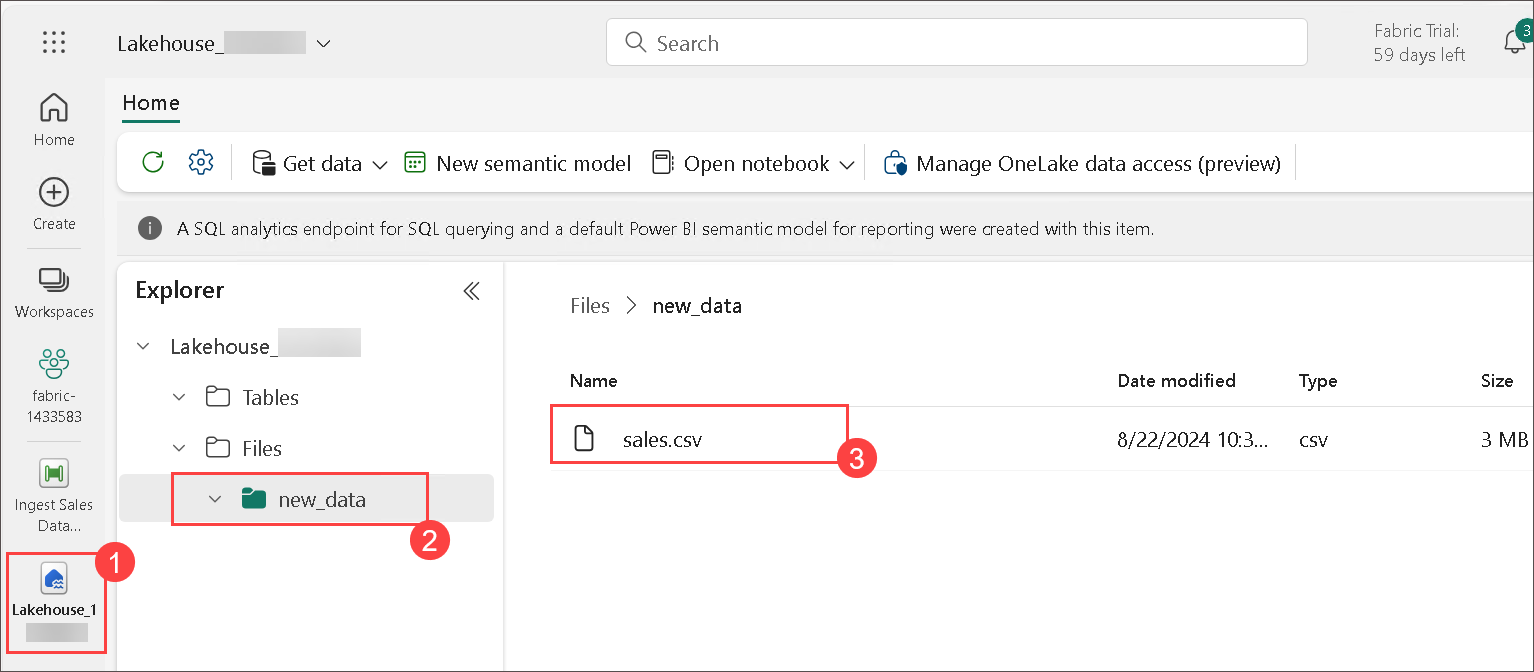 Lakehouse_
Search
Fabric Trial:
59 days left
3
Home
Home
Create
Workspaces
fabric-
1433583
Ingest Sales
Data...
1
Lakehouse_1
Get data
New semantic model
Open notebook
Manage OneLake data access (preview)
A SQL analytics endpoint for SQL querying and a default Power BI semantic model for reporting were created with this item.
Explorer
Lakehouse_
Tables
Files
new_data
2
Files > new_data
Name Date modified Type Size
sales.csv 8/22/2024 10:3... csv 3 MB
3